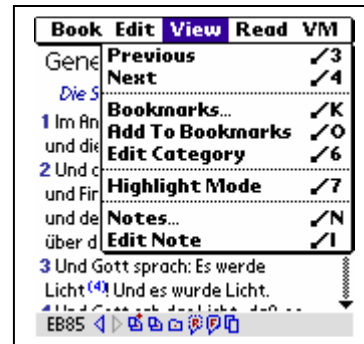 Book Edit View Read VM
Gene
Previous /3
Next /4
Die S
Bookmarks... /K
1 Im An
Add To Bookmarks /O
und die
Edit Category /6
2 Und c
Highlight Mode /7
und Fir
und de
Notes... /N
über d
Edit Note /I
3 Und Gott sprach: Es werde
Licht (4)! Und es wurde Licht.
EB85